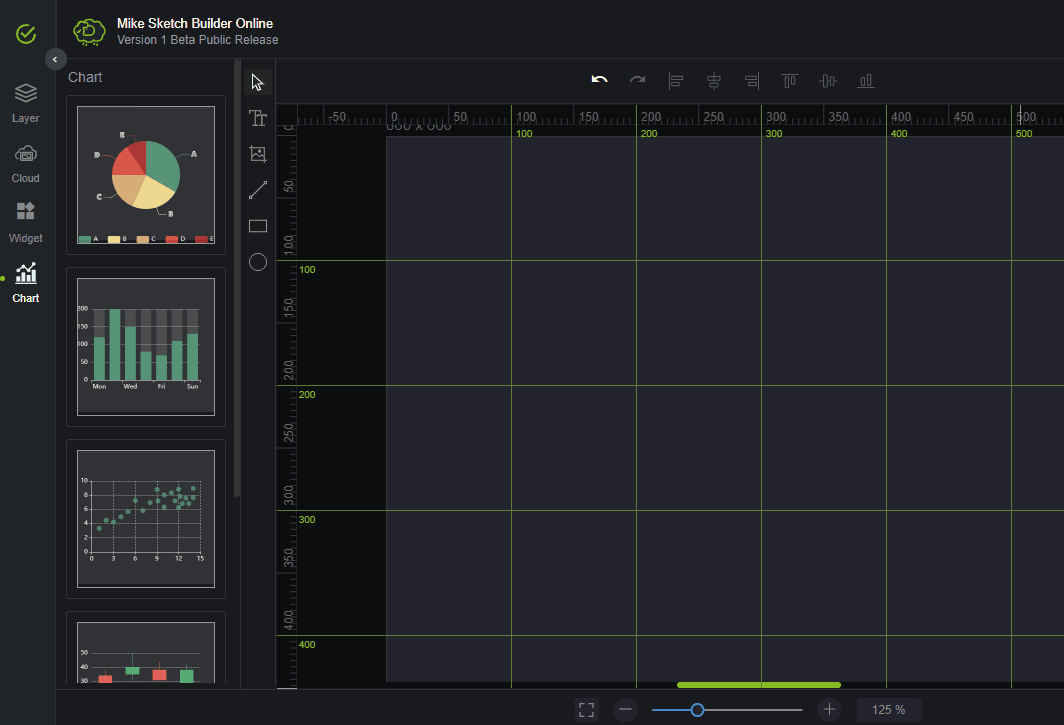 Mike Sketch Builder Online
Version 1 Beta Public Release
Layer
Cloud
Widget
Chart
Chart
E
D
A
C
B
A B C D E
200
150
100
50
0
Mon Wed Fri Sun
10
8
6
4
2
0
0 3 6 9 12 15
50
40
30
Tt
-50 0 50 100 150 200 250 300 350 400 450 500
100 200 300 400 500
0
50
100
150
200
250
300
350
400
100
200
300
400
125 %